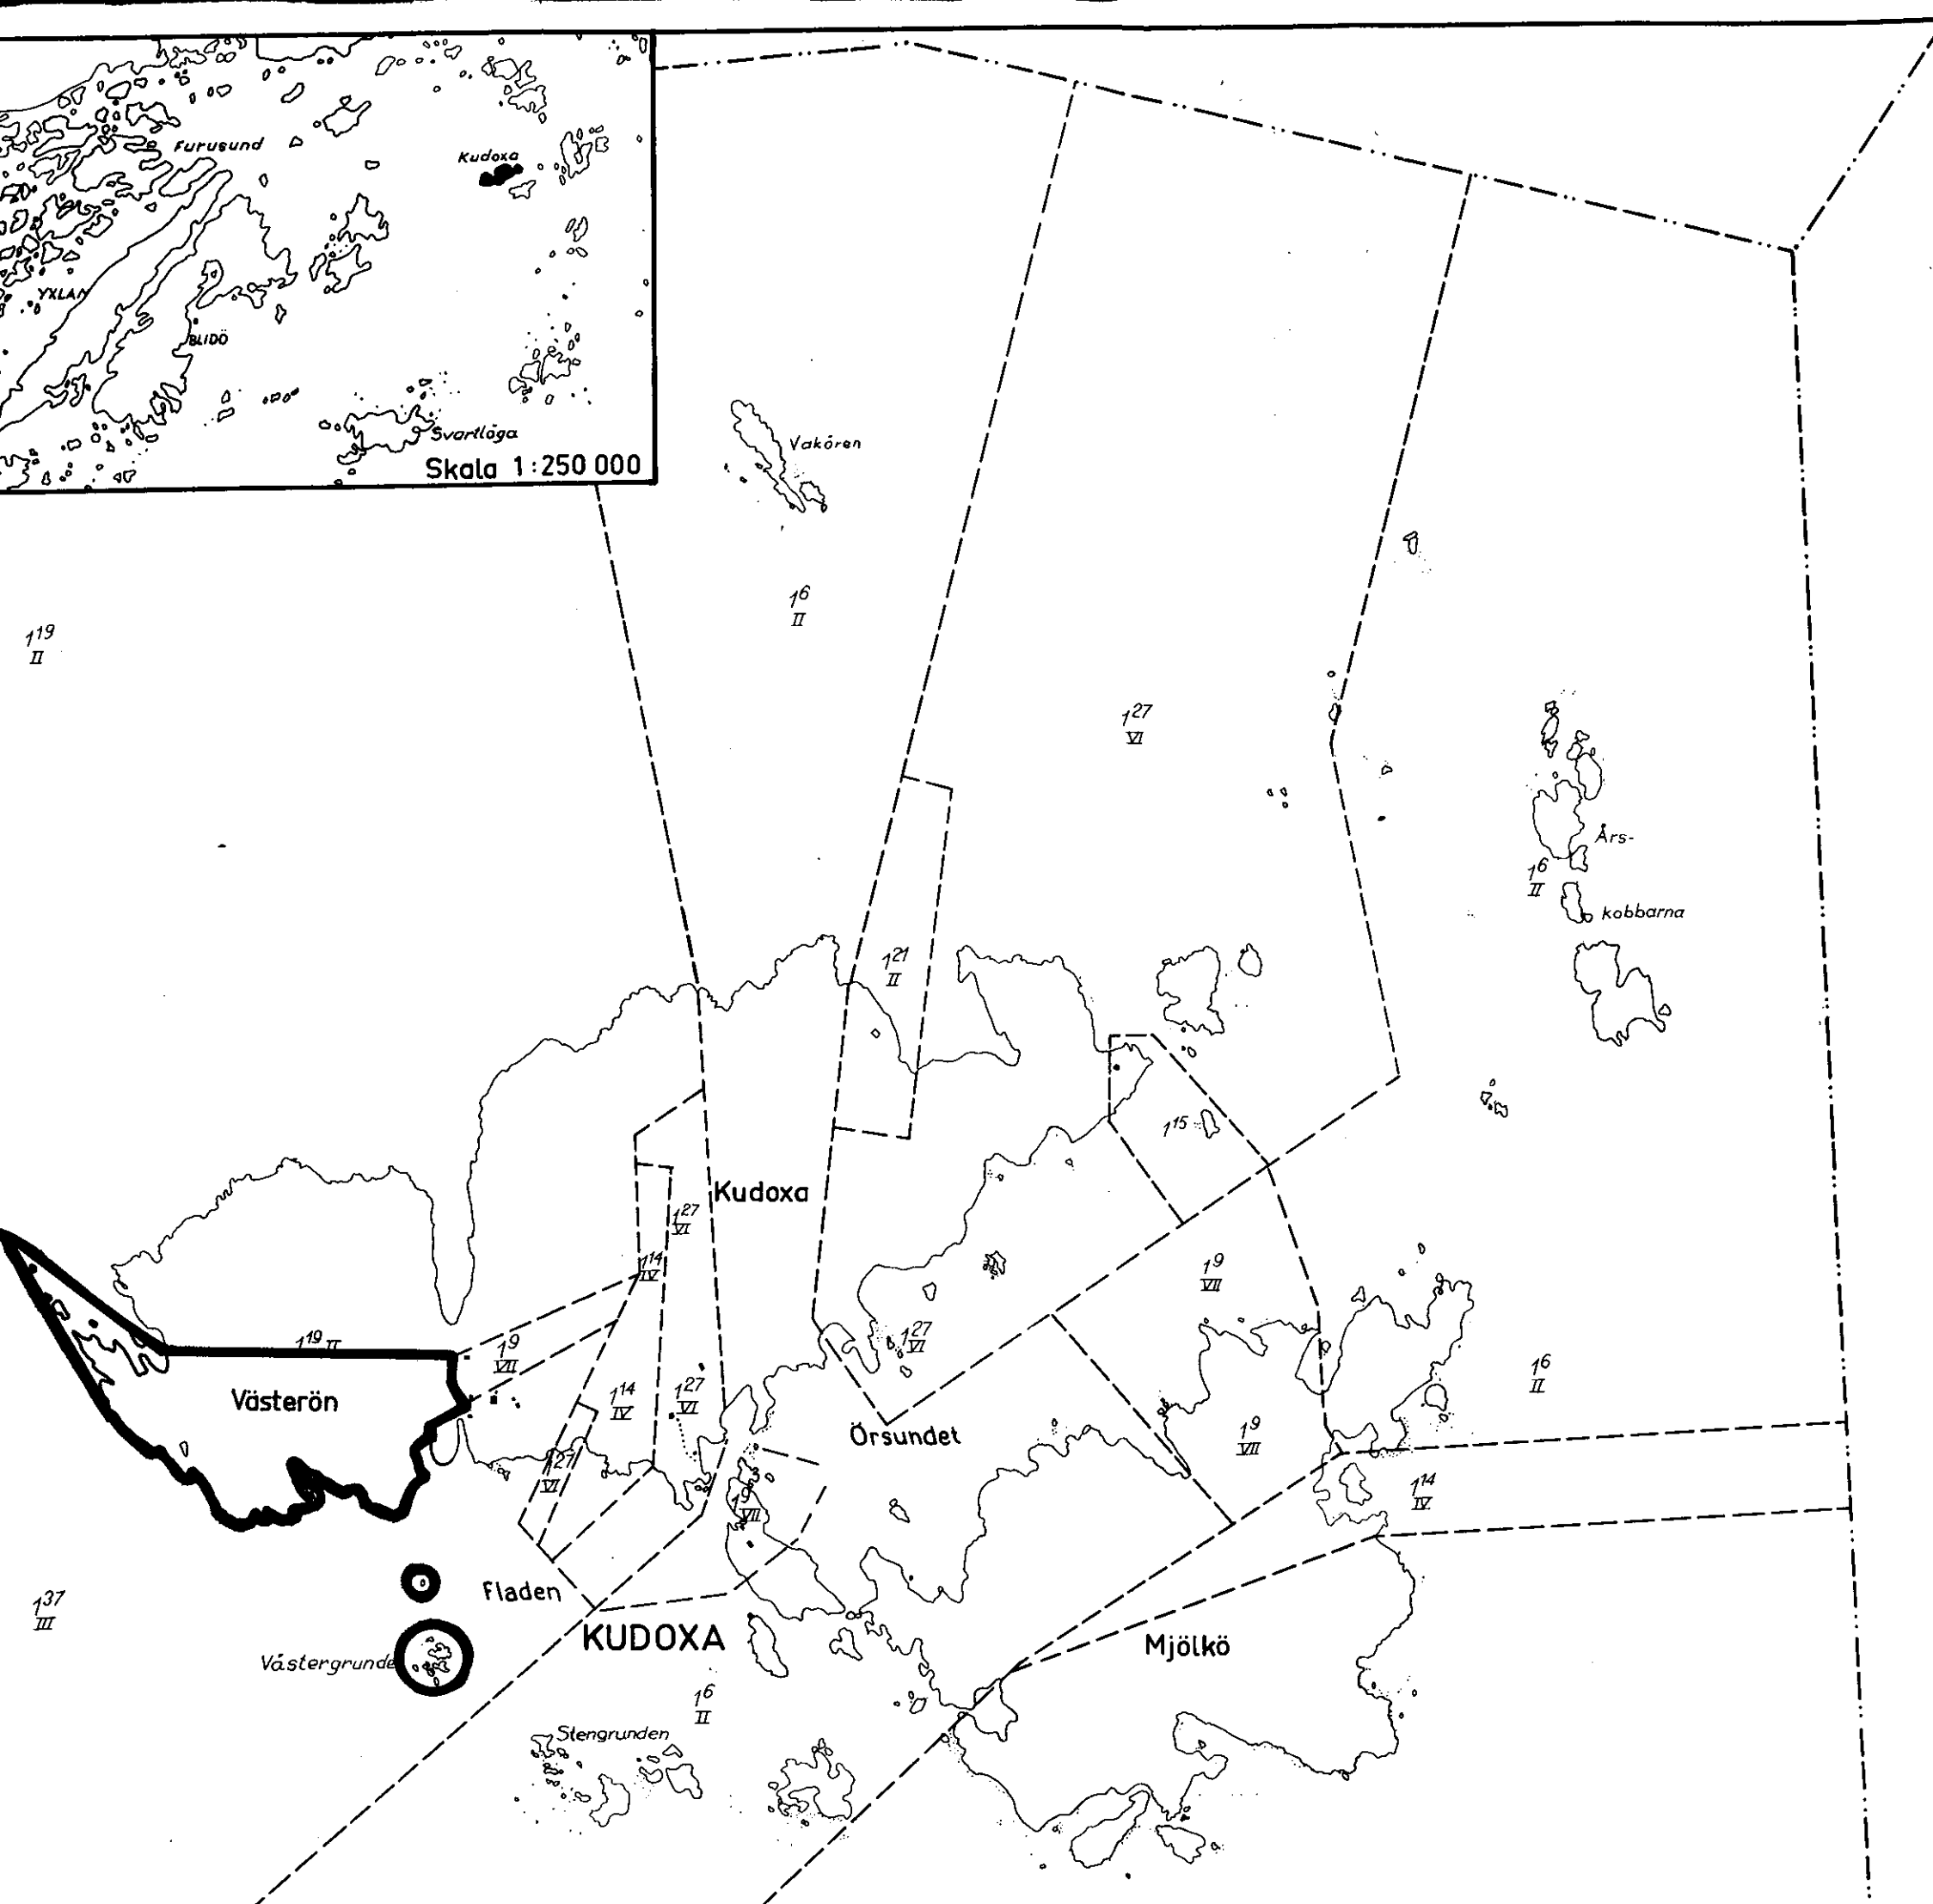 Furusund
Kudoxa
YXLAN
BLIDÖ
Svartlöga
Skala 1:250 000
Vakören
1⁶
II
1¹⁹
II
1²⁷
VI
Års-
1⁶
II
kobbarna
1²¹
II
1¹⁵
Kudoxa
1²⁷
VI
1¹⁴
IV
1⁹
VII
1¹⁹ II
1⁹
VII
1²⁷
VI
1⁶
II
Västerön
1¹⁴
IV
1²⁷
VI
Örsundet
1⁹
VIII
1²⁷
VI
1⁹
VII
1¹⁴
IV
Fladen
1³⁷
III
KUDOXA
Mjölkö
Västergrunde
1⁶
II
Stengrunden